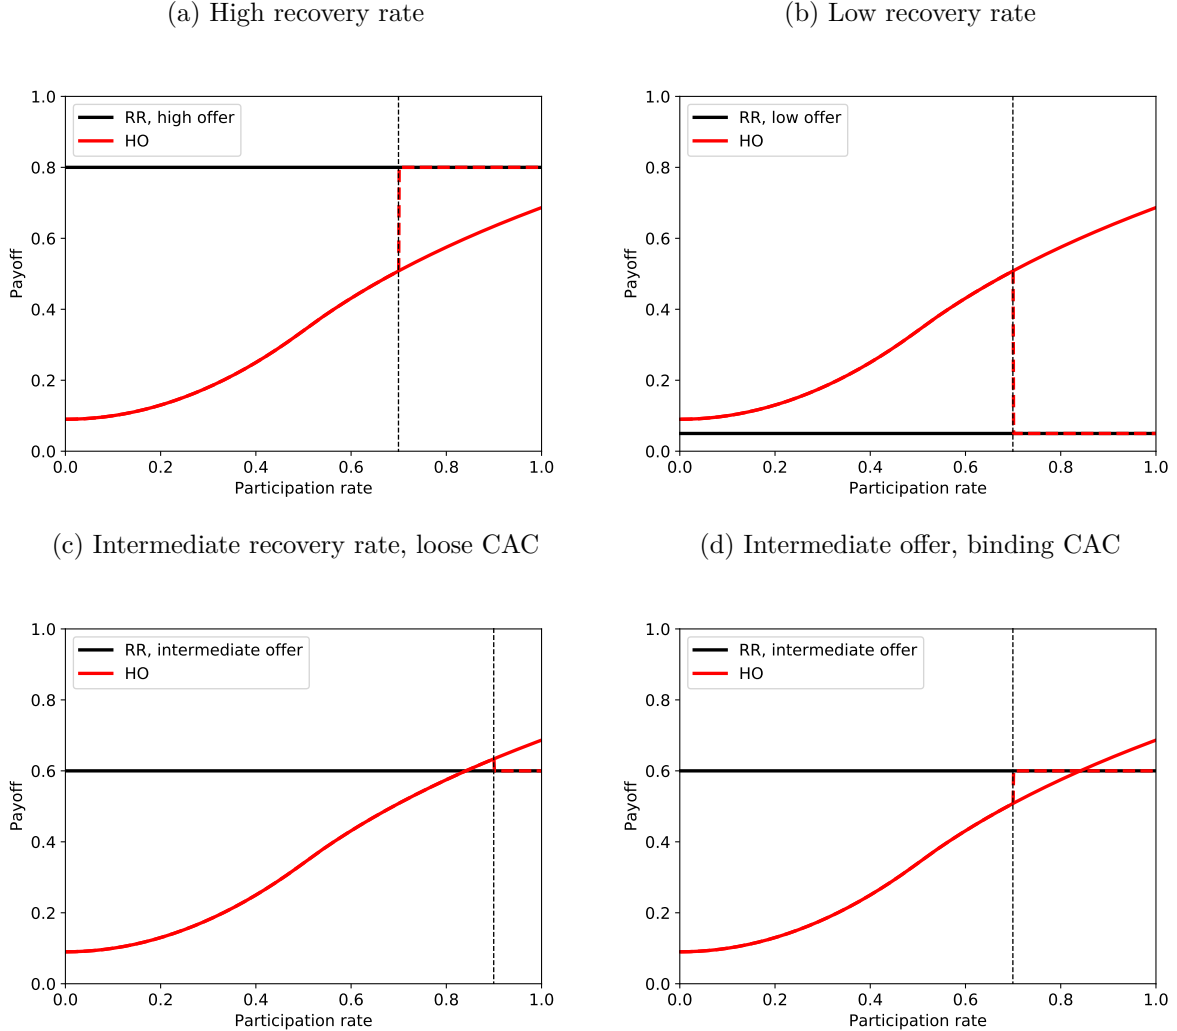 (a) High recovery rate
1.0
0.8
0.6
0.4
0.2
0.0
Payoff
RR, high offer
HO
0.0 0.2 0.4 0.6 0.8 1.0
Participation rate
(b) Low recovery rate
1.0
0.8
0.6
0.4
0.2
0.0
Payoff
RR, low offer
HO
0.0 0.2 0.4 0.6 0.8 1.0
Participation rate
(c) Intermediate recovery rate, loose CAC
1.0
0.8
0.6
0.4
0.2
0.0
Payoff
RR, intermediate offer
HO
0.0 0.2 0.4 0.6 0.8 1.0
Participation rate
(d) Intermediate offer, binding CAC
1.0
0.8
0.6
0.4
0.2
0.0
Payoff
RR, intermediate offer
HO
0.0 0.2 0.4 0.6 0.8 1.0
Participation rate